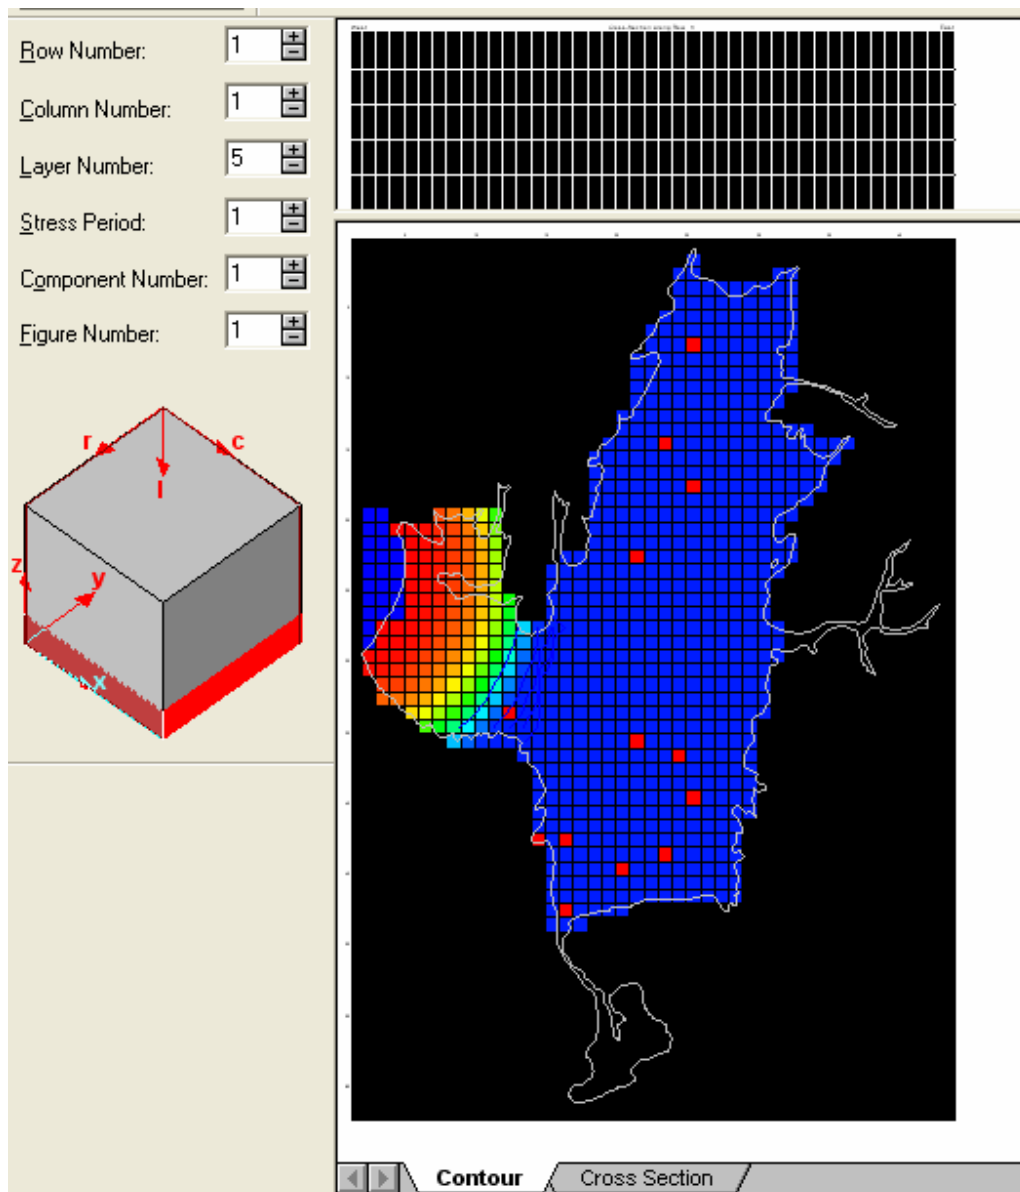 Row Number: 1
Column Number: 1
Layer Number: 5
Stress Period: 1
Component Number: 1
Figure Number: 1
r
c
l
z
y
x
Contour
Cross Section